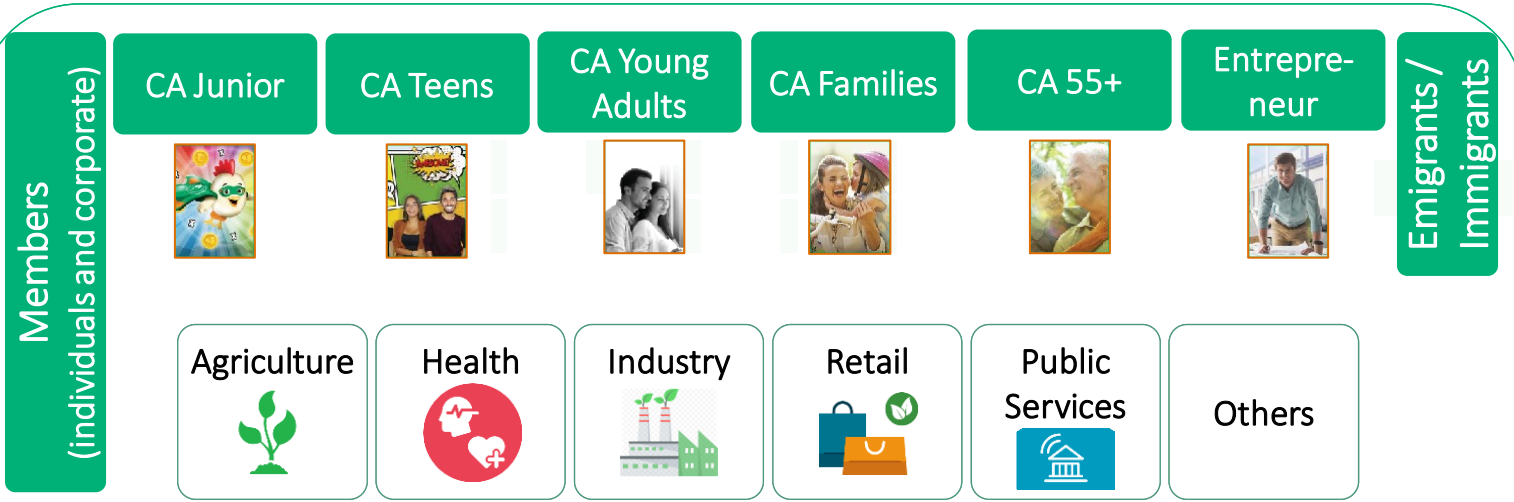 Members
(individuals and corporate)
CA Junior
CA Teens
CA Young
Adults
CA Families
CA 55+
Entrepre-
neur
Emigrants /
Immigrants
AWESOME!
Agriculture
Health
Industry
Retail
Public
Services
Others